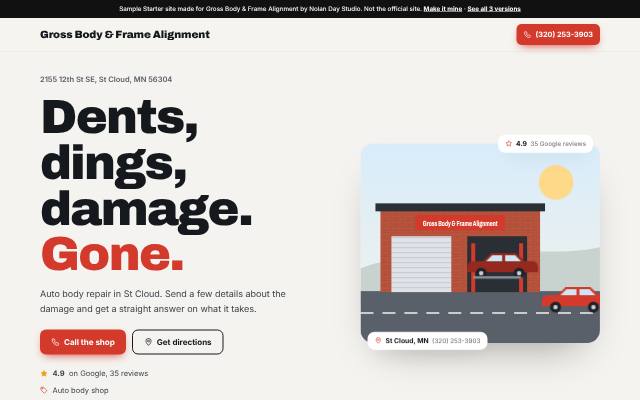 Sample Starter site made for Gross Body & Frame Alignment by Nolan Day Studio. Not the official site. Make it mine · See all 3 versions
Gross Body & Frame Alignment
(320) 253-3903
2155 12th St SE, St Cloud, MN 56304
Dents,
dings,
damage.
Gone.
Auto body repair in St Cloud. Send a few details about the
damage and get a straight answer on what it takes.
Call the shop
Get directions
4.9 on Google, 35 reviews
Auto body shop
4.9 35 Google reviews
Gross Body & Frame Alignment
St Cloud, MN (320) 253-3903